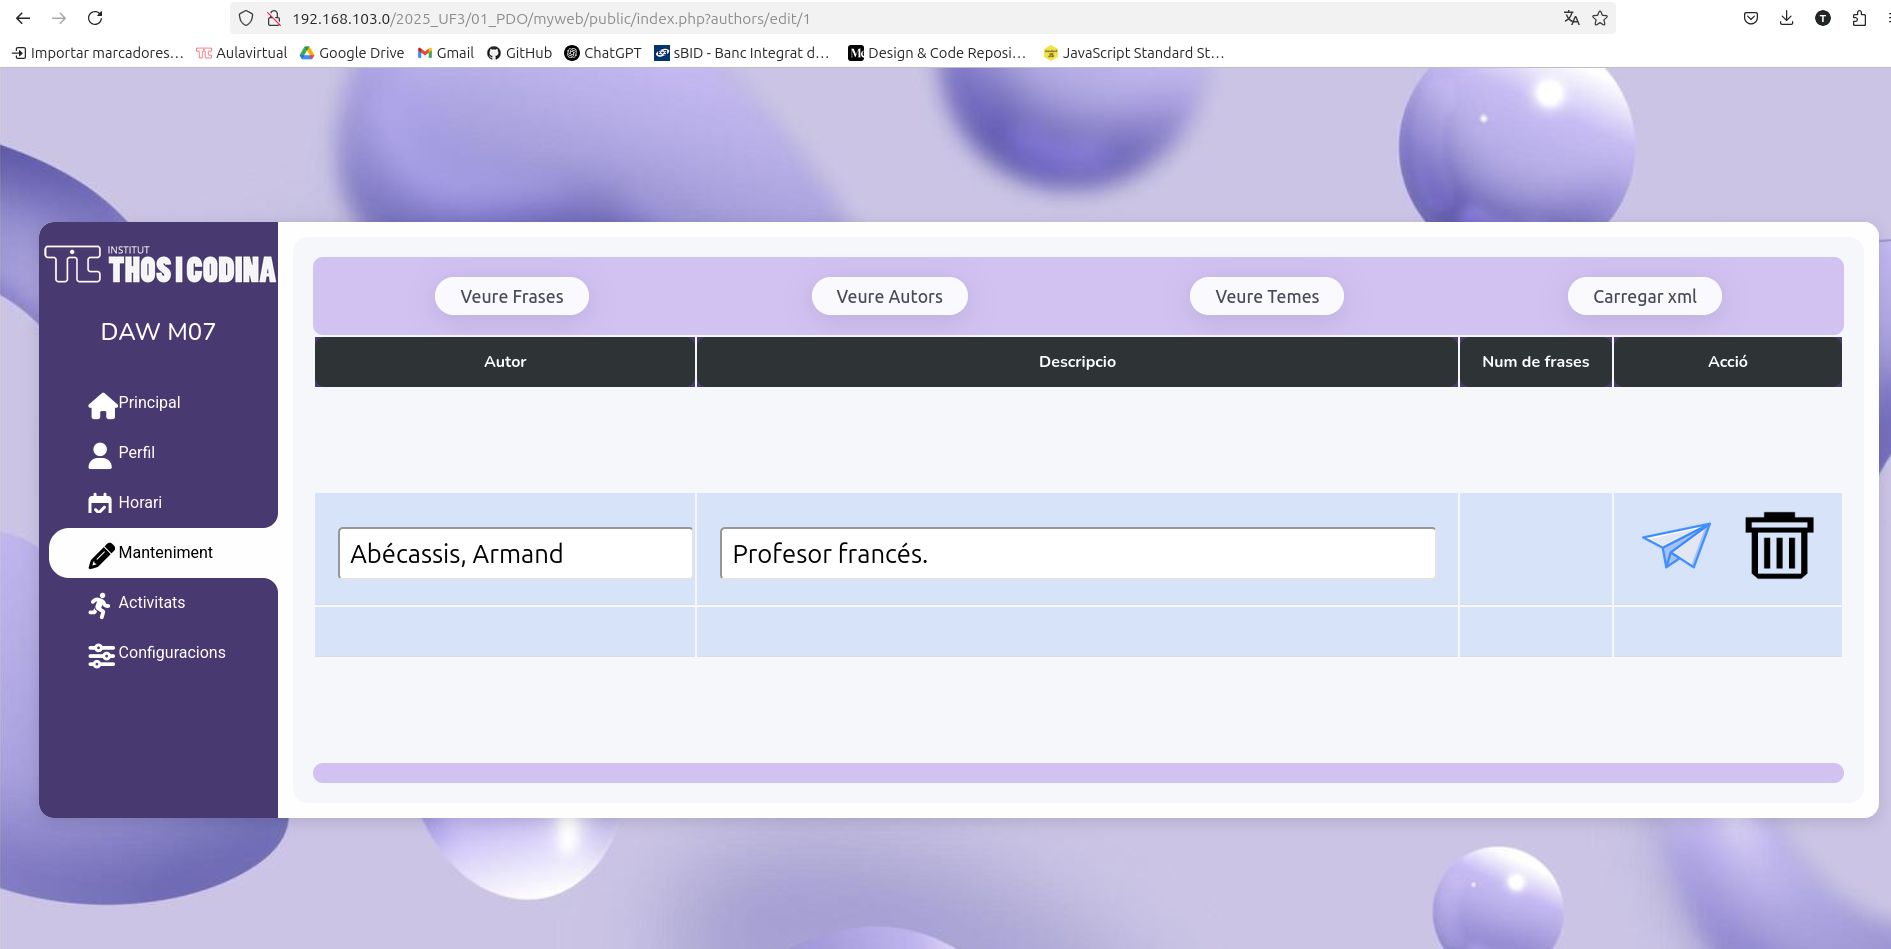 192.168.103.0/2025_UF3/01_PDO/myweb/public/index.php?authors/edit/1
T
Importar marcadores… Aulavirtual Google Drive Gmail GitHub ChatGPT sBID - Banc Integrat d… Design & Code Reposi… JavaScript Standard St…
INSTITUT
TIC THOS I CODINA
Veure Frases Veure Autors Veure Temes Carregar xml
DAW M07
Autor Descripcio Num de frases Acció
Principal
Perfil
Horari
Manteniment
Abécassis, Armand Profesor francés.
Activitats
Configuracions